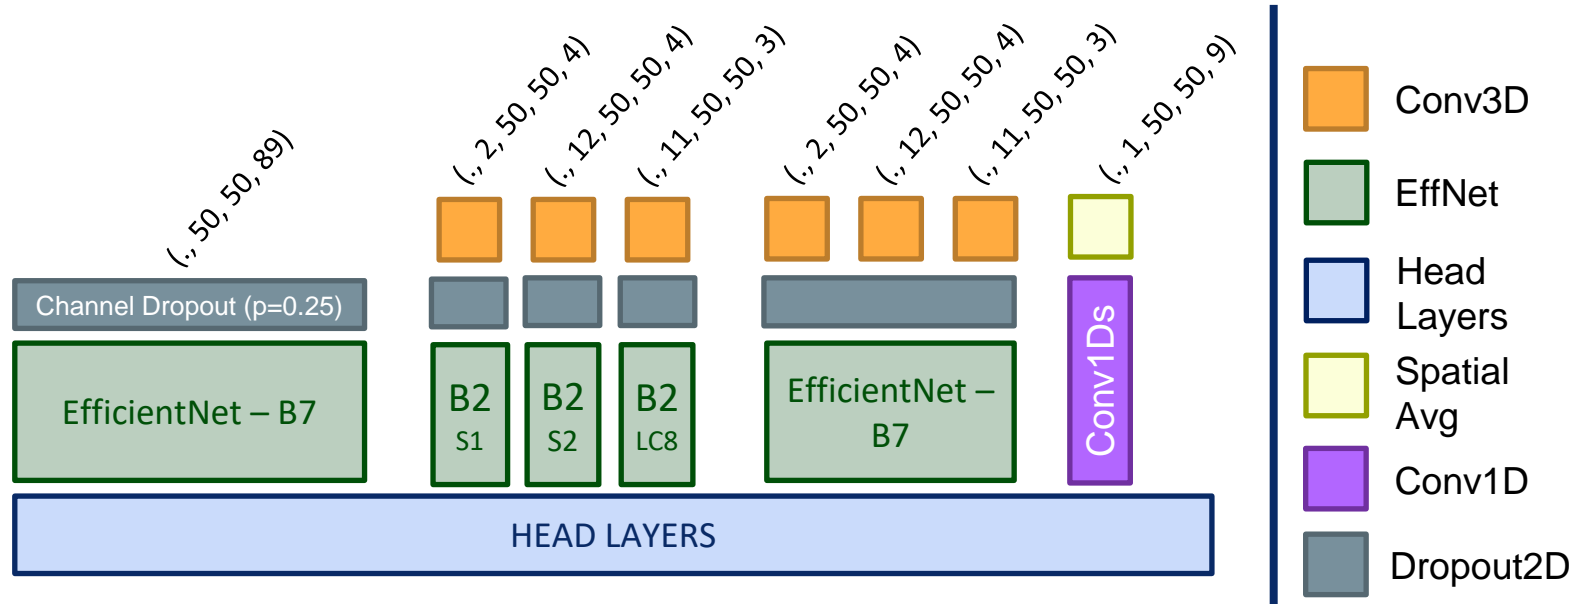 (., 50, 50, 89)
(., 2, 50, 50, 4)
(., 12, 50, 50, 4)
(., 11, 50, 50, 3)
(., 2, 50, 50, 4)
(., 12, 50, 50, 4)
(., 11, 50, 50, 3)
(., 1, 50, 50, 9)
Channel Dropout (p=0.25)
EfficientNet – B7
B2
S1
B2
S2
B2
LC8
EfficientNet –
B7
Conv1Ds
HEAD LAYERS
Conv3D
EffNet
Head
Layers
Spatial
Avg
Conv1D
Dropout2D